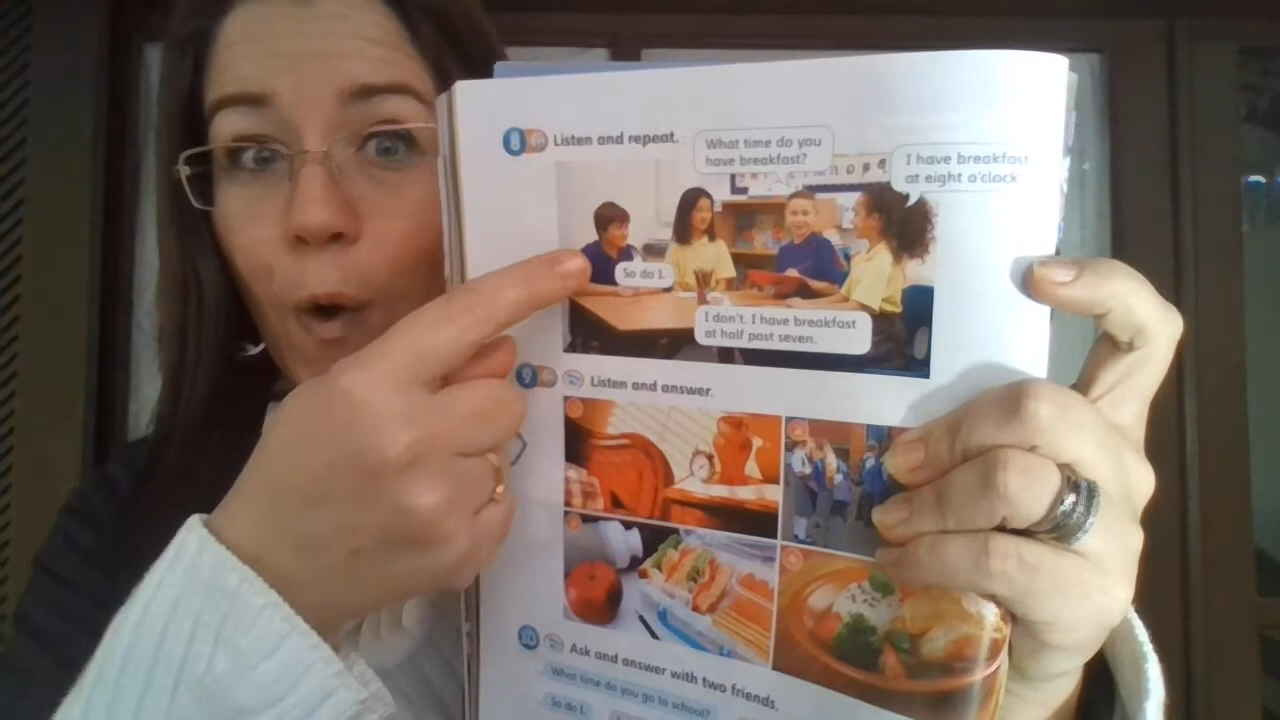 8 Listen and repeat.
What time do you
have breakfast?
I have breakfast
at eight o'clock
So do I.
I don't. I have breakfast
at half past seven.
9 Listen and answer.
10 Ask and answer with two friends.
What time do you go to school?
So do I.